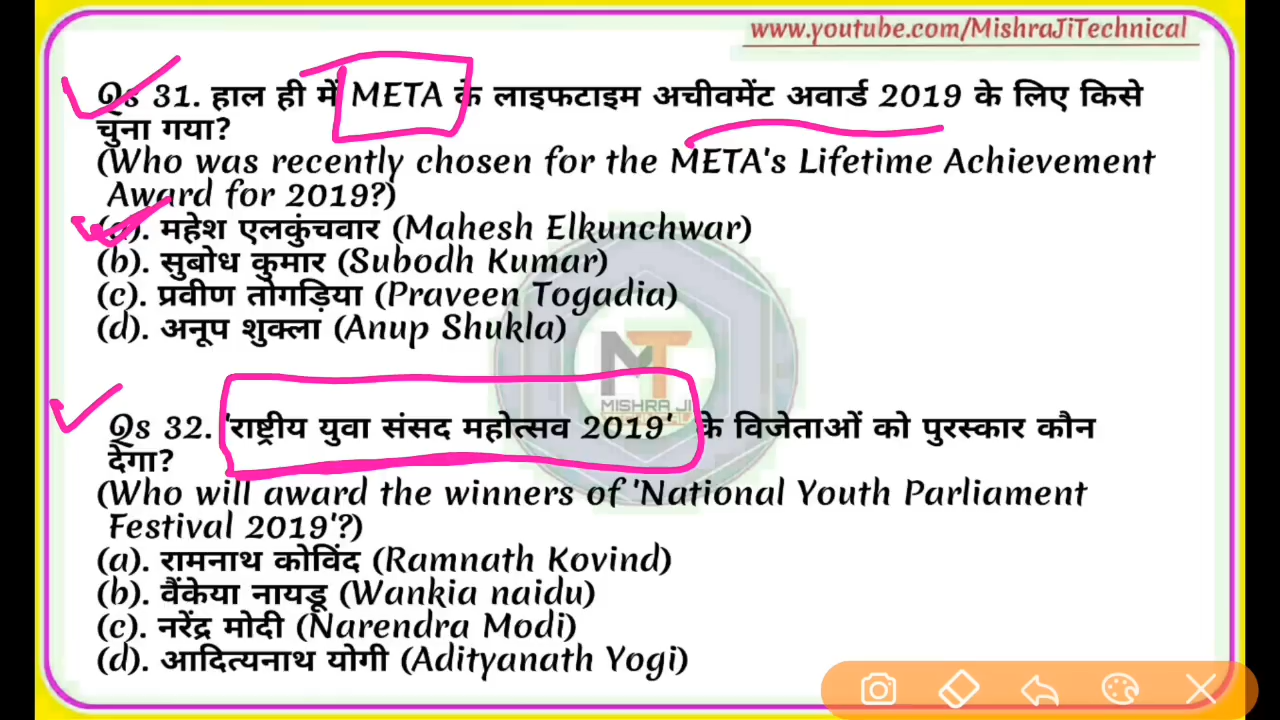 www.youtube.com/MishraJiTechnical
Qs 31. हाल ही में META के लाइफटाइम अचीवमेंट अवार्ड 2019 के लिए किसे
चुना गया?
(Who was recently chosen for the META's Lifetime Achievement
Award for 2019?)
(a). महेश एलकुंचवार (Mahesh Elkunchwar)
(b). सुबोध कुमार (Subodh Kumar)
(c). प्रवीण तोगड़िया (Praveen Togadia)
(d). अनूप शुक्ला (Anup Shukla)
MT
MISHRA JI
Qs 32. 'राष्ट्रीय युवा संसद महोत्सव 2019' के विजेताओं को पुरस्कार कौन
देगा?
(Who will award the winners of 'National Youth Parliament
Festival 2019'?)
(a). रामनाथ कोविंद (Ramnath Kovind)
(b). वैंकेया नायडू (Wankia naidu)
(c). नरेंद्र मोदी (Narendra Modi)
(d). आदित्यनाथ योगी (Adityanath Yogi)